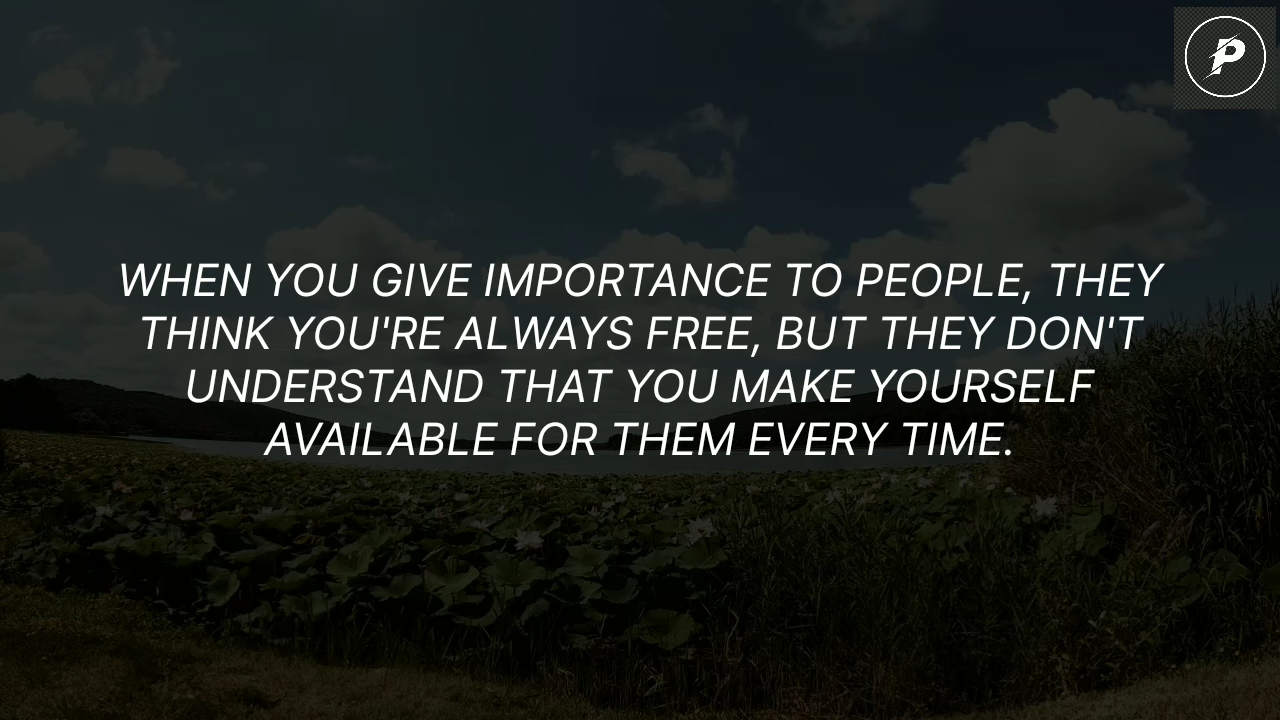 P
WHEN YOU GIVE IMPORTANCE TO PEOPLE, THEY
THINK YOU'RE ALWAYS FREE, BUT THEY DON'T
UNDERSTAND THAT YOU MAKE YOURSELF
AVAILABLE FOR THEM EVERY TIME.